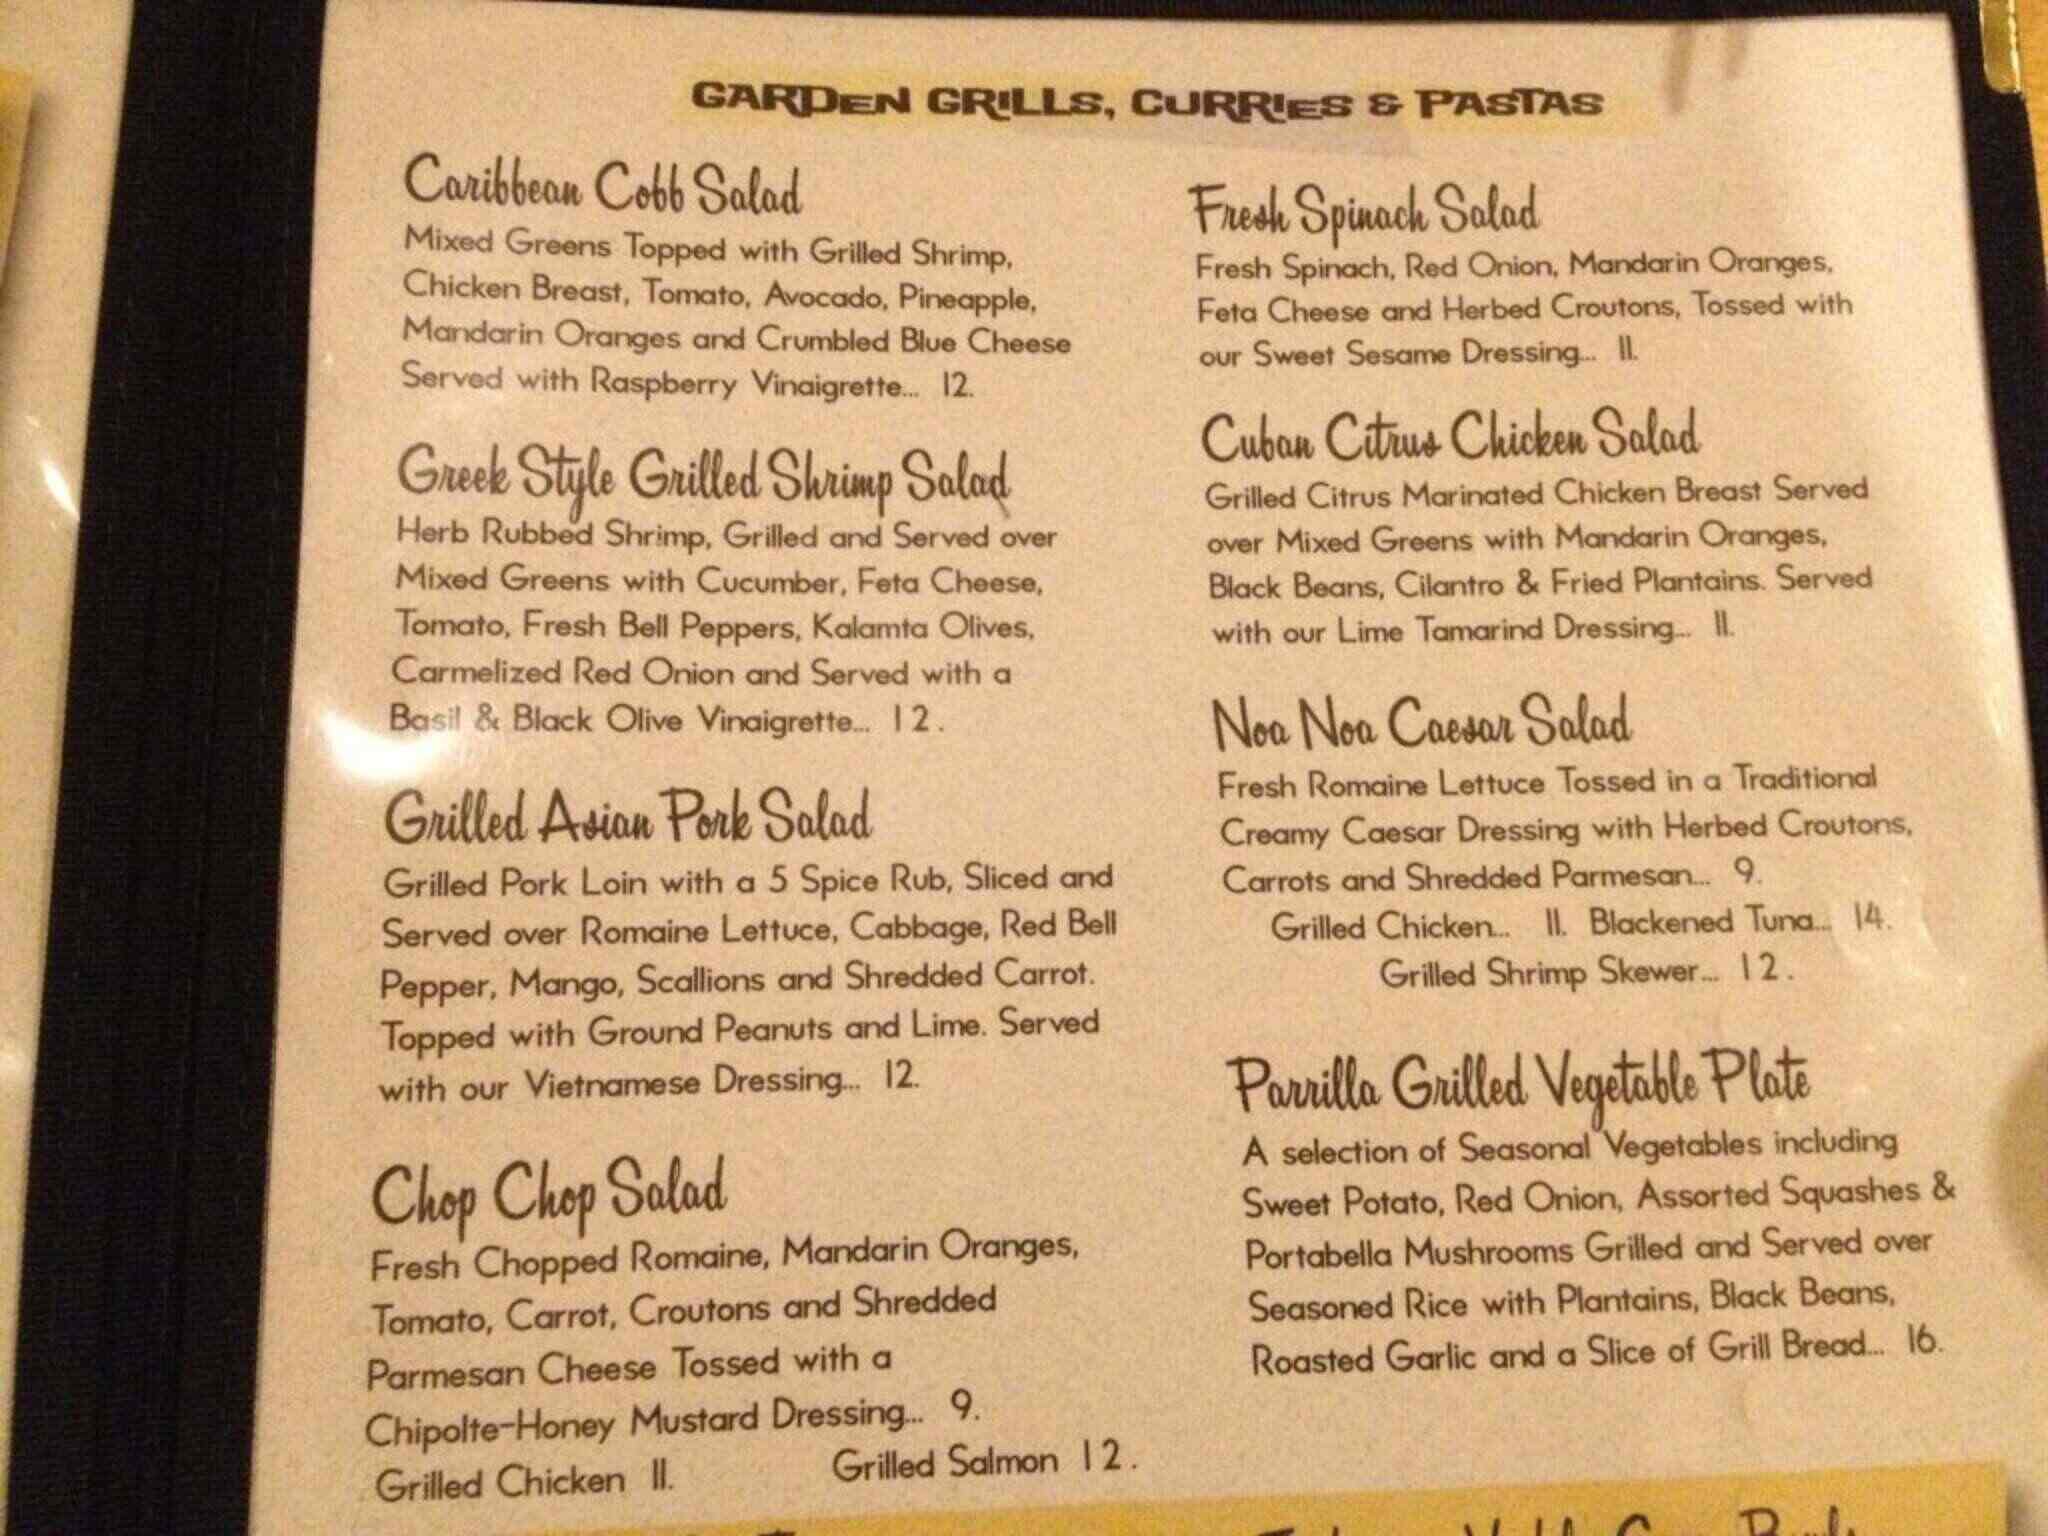 GARDEN GRILLS, CURRIES & PASTAS
Caribbean Cobb Salad
Mixed Greens Topped with Grilled Shrimp,
Chicken Breast, Tomato, Avocado, Pineapple,
Mandarin Oranges and Crumbled Blue Cheese
Served with Raspberry Vinaigrette... 12.
Greek Style Grilled Shrimp Salad
Herb Rubbed Shrimp, Grilled and Served over
Mixed Greens with Cucumber, Feta Cheese,
Tomato, Fresh Bell Peppers, Kalamta Olives,
Carmelized Red Onion and Served with a
Basil & Black Olive Vinaigrette... 12.
Grilled Asian Pork Salad
Grilled Pork Loin with a 5 Spice Rub, Sliced and
Served over Romaine Lettuce, Cabbage, Red Bell
Pepper, Mango, Scallions and Shredded Carrot.
Topped with Ground Peanuts and Lime. Served
with our Vietnamese Dressing... 12.
Chop Chop Salad
Fresh Chopped Romaine, Mandarin Oranges,
Tomato, Carrot, Croutons and Shredded
Parmesan Cheese Tossed with a
Chipolte-Honey Mustard Dressing... 9.
Grilled Chicken 11. Grilled Salmon 12.
Fresh Spinach Salad
Fresh Spinach, Red Onion, Mandarin Oranges,
Feta Cheese and Herbed Croutons, Tossed with
our Sweet Sesame Dressing... 11.
Cuban Citrus Chicken Salad
Grilled Citrus Marinated Chicken Breast Served
over Mixed Greens with Mandarin Oranges,
Black Beans, Cilantro & Fried Plantains. Served
with our Lime Tamarind Dressing... 11.
Noa Noa Caesar Salad
Fresh Romaine Lettuce Tossed in a Traditional
Creamy Caesar Dressing with Herbed Croutons,
Carrots and Shredded Parmesan... 9.
Grilled Chicken... 11. Blackened Tuna... 14.
Grilled Shrimp Skewer... 12.
Parrilla Grilled Vegetable Plate
A selection of Seasonal Vegetables including
Sweet Potato, Red Onion, Assorted Squashes &
Portabella Mushrooms Grilled and Served over
Seasoned Rice with Plantains, Black Beans,
Roasted Garlic and a Slice of Grill Bread... 16.